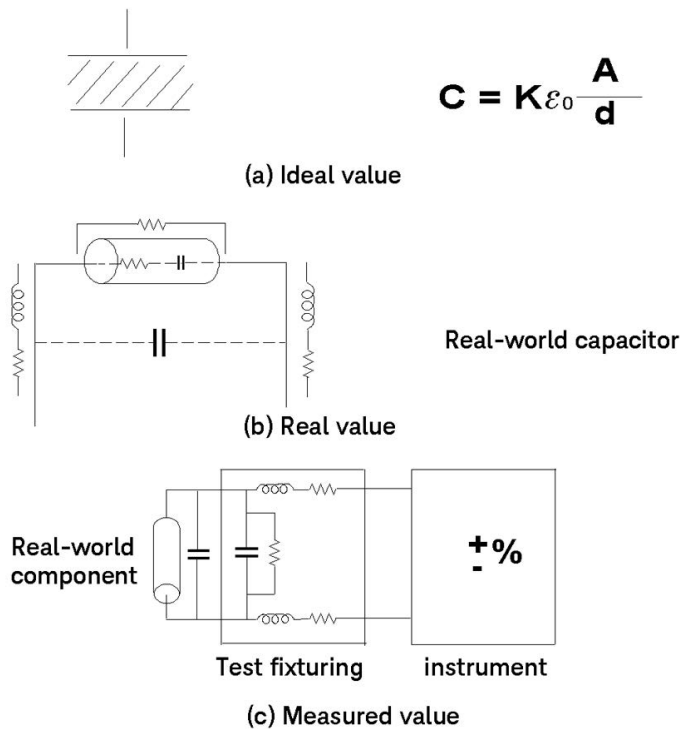 C = Kε₀ A/d
(a) Ideal value
Real-world capacitor
(b) Real value
Real-world
component
+
- %
Test fixturing
instrument
(c) Measured value